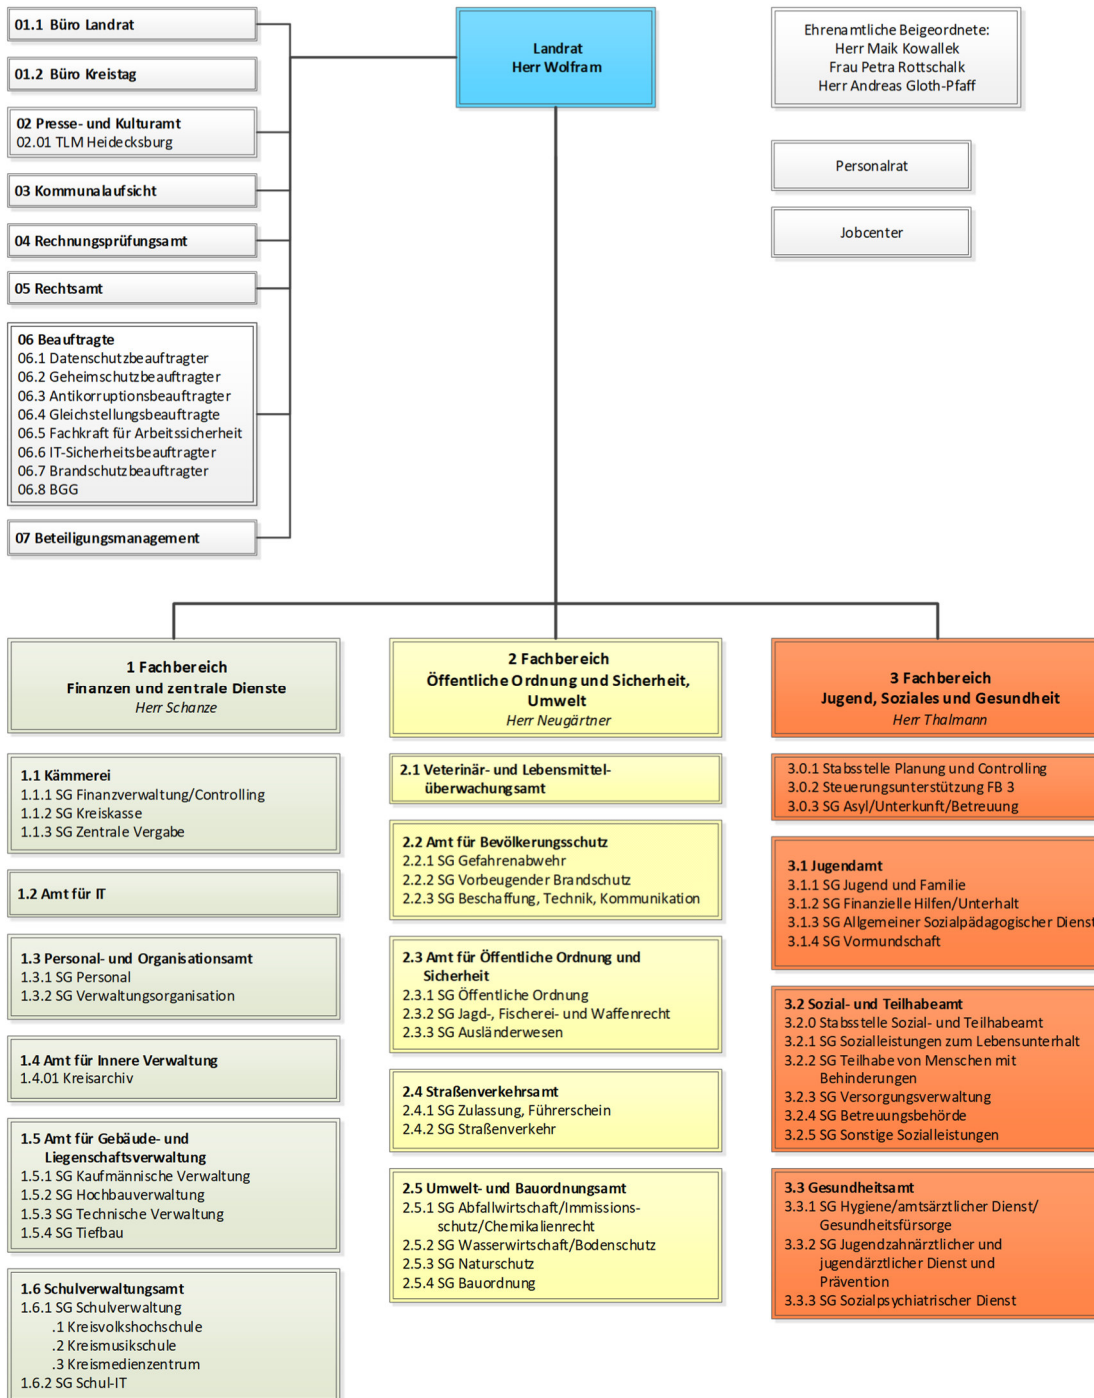 01.1 Büro Landrat
01.2 Büro Kreistag
02 Presse- und Kulturamt
02.01 TLM Heidecksburg
03 Kommunalaufsicht
04 Rechnungsprüfungsamt
05 Rechtsamt
06 Beauftragte
06.1 Datenschutzbeauftragter
06.2 Geheimschutzbeauftragter
06.3 Antikorruptionsbeauftragter
06.4 Gleichstellungsbeauftragte
06.5 Fachkraft für Arbeitssicherheit
06.6 IT-Sicherheitsbeauftragter
06.7 Brandschutzbeauftragter
06.8 BGG
07 Beteiligungsmanagement
Landrat
Herr Wolfram
Ehrenamtliche Beigeordnete:
Herr Maik Kowallek
Frau Petra Rottschalk
Herr Andreas Gloth-Pfaff
Personalrat
Jobcenter
1 Fachbereich
Finanzen und zentrale Dienste
Herr Schanze
1.1 Kämmerei
1.1.1 SG Finanzverwaltung/Controlling
1.1.2 SG Kreiskasse
1.1.3 SG Zentrale Vergabe
1.2 Amt für IT
1.3 Personal- und Organisationsamt
1.3.1 SG Personal
1.3.2 SG Verwaltungsorganisation
1.4 Amt für Innere Verwaltung
1.4.01 Kreisarchiv
1.5 Amt für Gebäude- und
Liegenschaftsverwaltung
1.5.1 SG Kaufmännische Verwaltung
1.5.2 SG Hochbauverwaltung
1.5.3 SG Technische Verwaltung
1.5.4 SG Tiefbau
1.6 Schulverwaltungsamt
1.6.1 SG Schulverwaltung
.1 Kreisvolkshochschule
.2 Kreismusikschule
.3 Kreismedienzentrum
1.6.2 SG Schul-IT
2 Fachbereich
Öffentliche Ordnung und Sicherheit,
Umwelt
Herr Neugärtner
2.1 Veterinär- und Lebensmittel-
überwachungsamt
2.2 Amt für Bevölkerungsschutz
2.2.1 SG Gefahrenabwehr
2.2.2 SG Vorbeugender Brandschutz
2.2.3 SG Beschaffung, Technik, Kommunikation
2.3 Amt für Öffentliche Ordnung und
Sicherheit
2.3.1 SG Öffentliche Ordnung
2.3.2 SG Jagd-, Fischerei- und Waffenrecht
2.3.3 SG Ausländerwesen
2.4 Straßenverkehrsamt
2.4.1 SG Zulassung, Führerschein
2.4.2 SG Straßenverkehr
2.5 Umwelt- und Bauordnungsamt
2.5.1 SG Abfallwirtschaft/Immissions-
schutz/Chemikalienrecht
2.5.2 SG Wasserwirtschaft/Bodenschutz
2.5.3 SG Naturschutz
2.5.4 SG Bauordnung
3 Fachbereich
Jugend, Soziales und Gesundheit
Herr Thalmann
3.0.1 Stabsstelle Planung und Controlling
3.0.2 Steuerungsunterstützung FB 3
3.0.3 SG Asyl/Unterkunft/Betreuung
3.1 Jugendamt
3.1.1 SG Jugend und Familie
3.1.2 SG Finanzielle Hilfen/Unterhalt
3.1.3 SG Allgemeiner Sozialpädagogischer Dienst
3.1.4 SG Vormundschaft
3.2 Sozial- und Teilhabeamt
3.2.0 Stabsstelle Sozial- und Teilhabeamt
3.2.1 SG Sozialleistungen zum Lebensunterhalt
3.2.2 SG Teilhabe von Menschen mit
Behinderungen
3.2.3 SG Versorgungsverwaltung
3.2.4 SG Betreuungsbehörde
3.2.5 SG Sonstige Sozialleistungen
3.3 Gesundheitsamt
3.3.1 SG Hygiene/amtsärztlicher Dienst/
Gesundheitsfürsorge
3.3.2 SG Jugendzahnärztlicher und
jugendärztlicher Dienst und
Prävention
3.3.3 SG Sozialpsychiatrischer Dienst